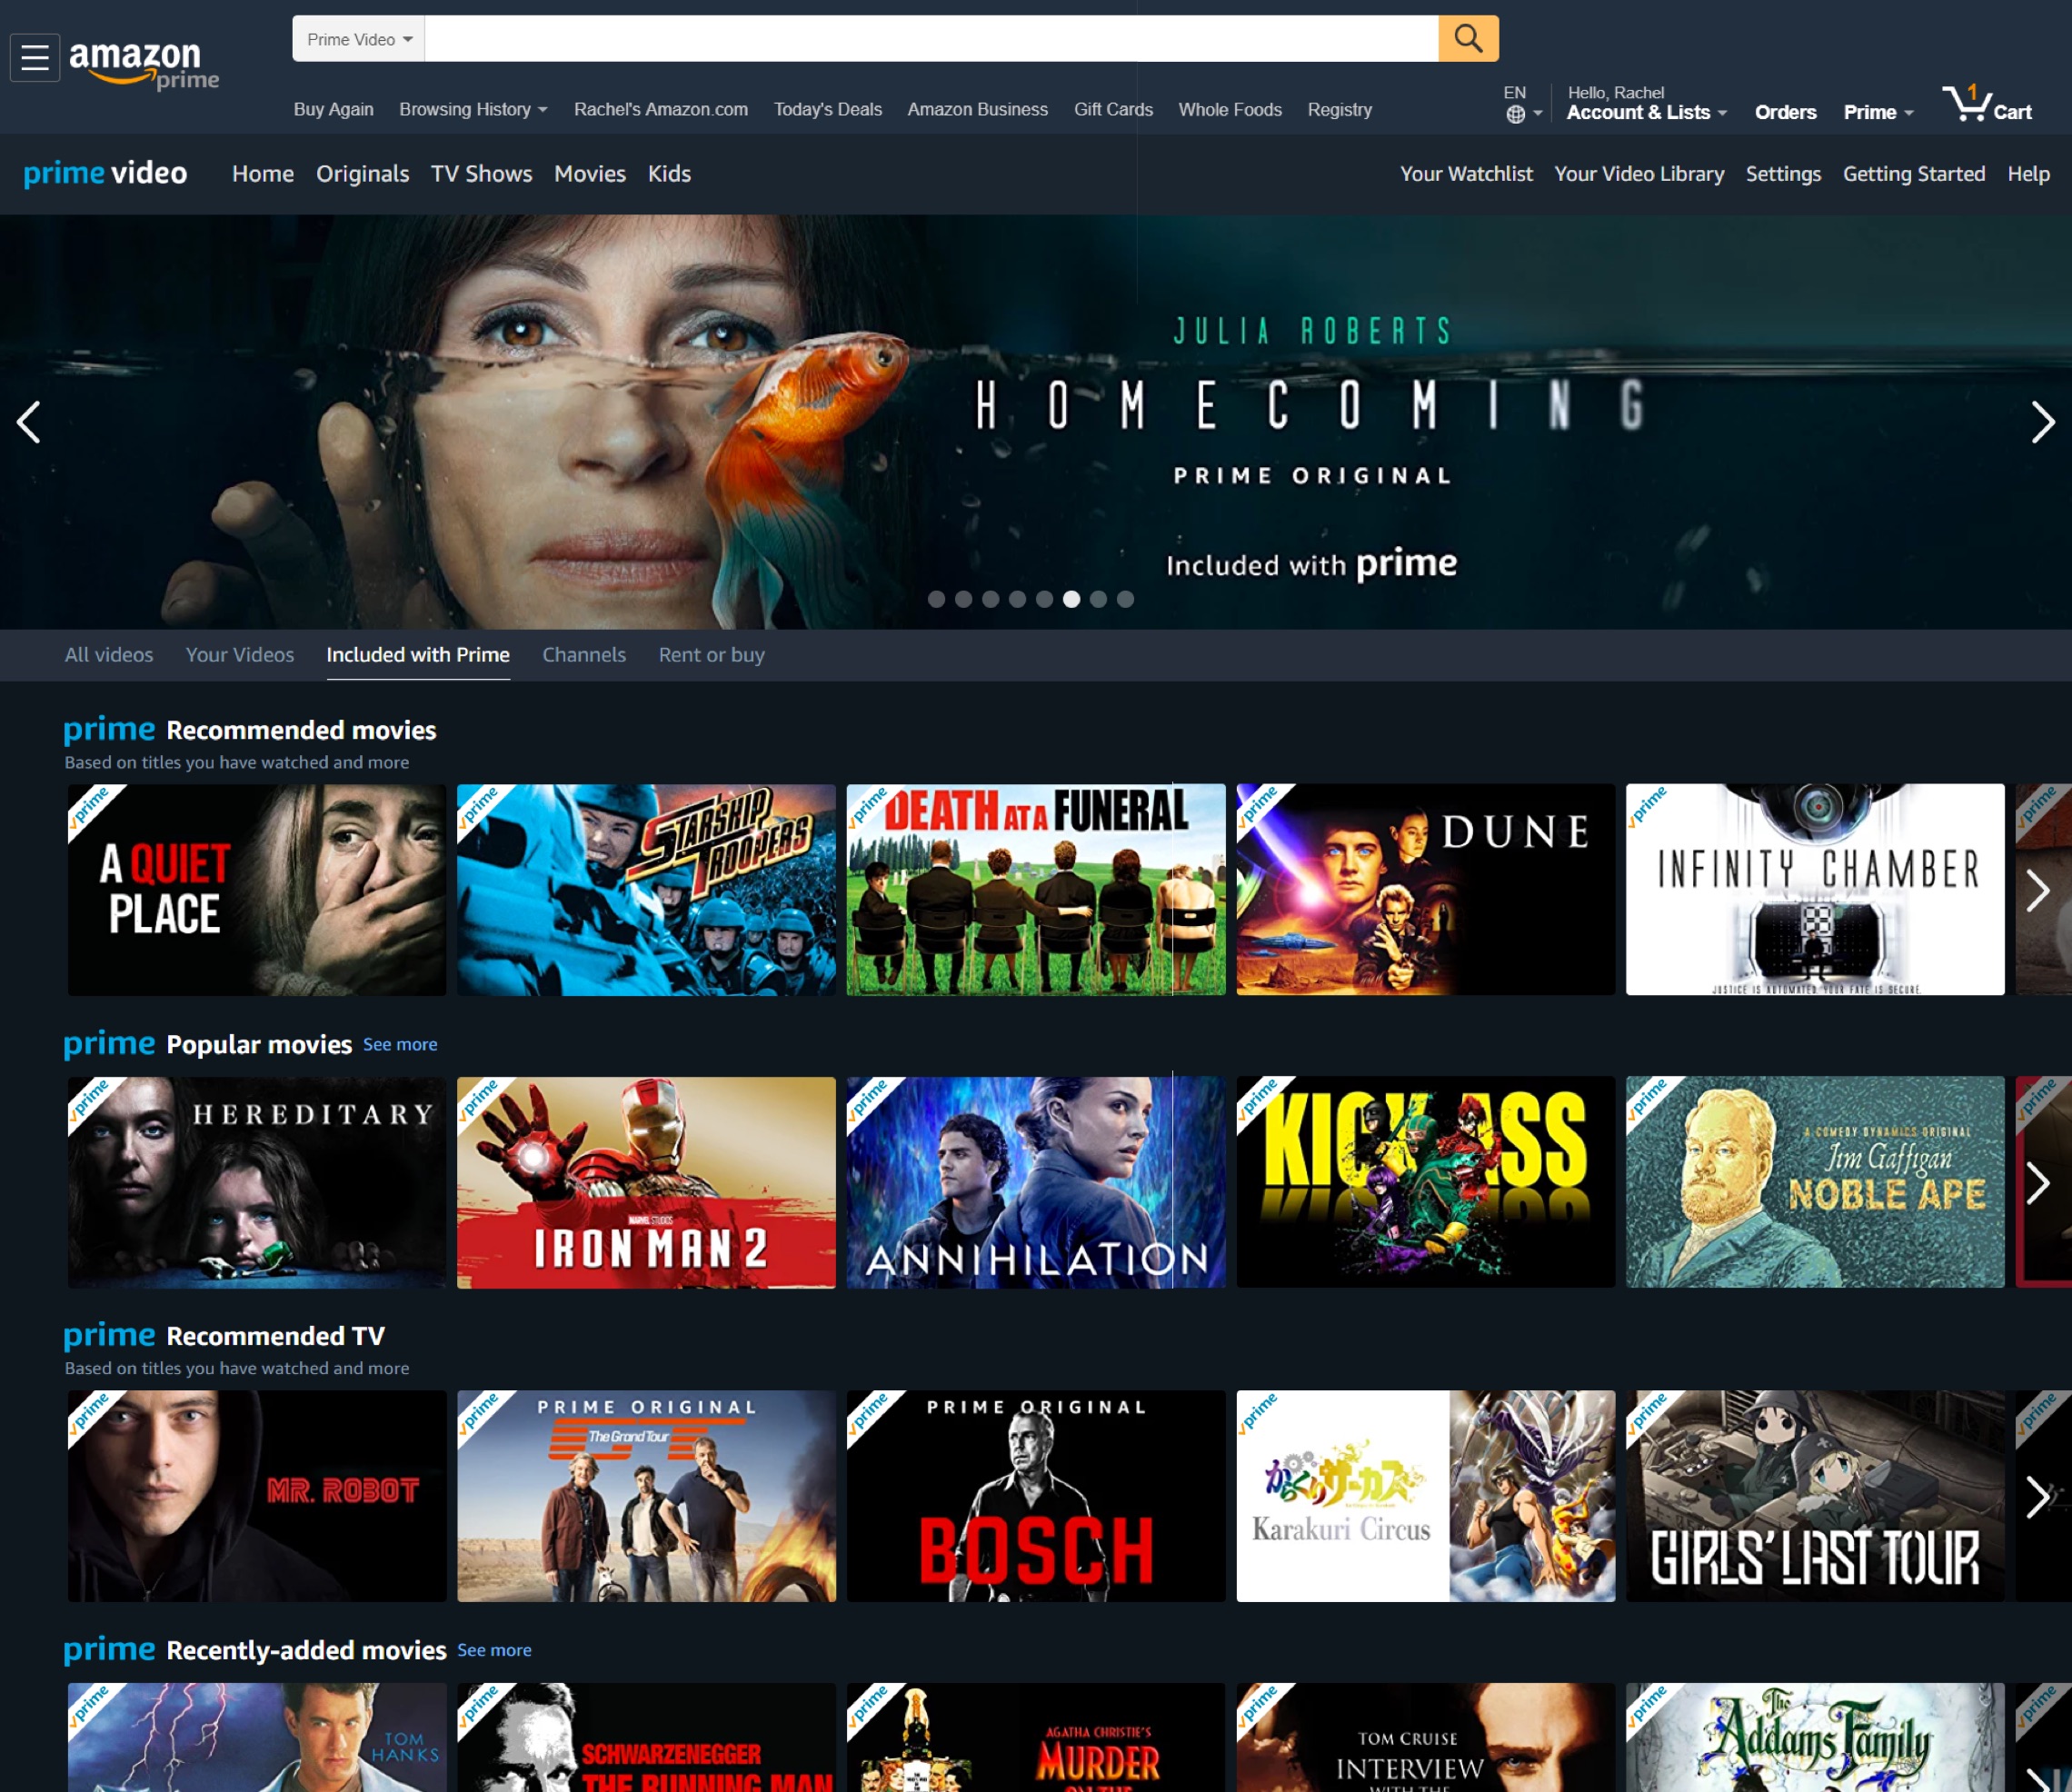 Prime Video
amazon
prime
Buy Again Browsing History Rachel's Amazon.com Today's Deals Amazon Business Gift Cards Whole Foods Registry
EN
Hello, Rachel
Account & Lists Orders Prime 1 Cart
prime video Home Originals TV Shows Movies Kids Your Watchlist Your Video Library Settings Getting Started Help
JULIA ROBERTS
HOMECOMING
PRIME ORIGINAL
Included with prime
All videos Your Videos Included with Prime Channels Rent or buy
prime Recommended movies
Based on titles you have watched and more
prime
A QUIET
PLACE
prime
STARSHIP
TROOPERS
prime
DEATH AT A FUNERAL
prime
DUNE
prime
INFINITY CHAMBER
JUSTICE IS AUTOMATED. YOUR FATE IS SECURE.
prime
prime Popular movies See more
prime
HEREDITARY
prime
MARVEL STUDIOS
IRON MAN 2
prime
ANNIHILATION
prime
KICK ASS
prime
A COMEDY DYNAMICS ORIGINAL
Jim Gaffigan
NOBLE APE
prime
prime Recommended TV
Based on titles you have watched and more
prime
MR. ROBOT
prime
PRIME ORIGINAL
GT
The Grand Tour
prime
PRIME ORIGINAL
BOSCH
prime
からくりサーカス
Karakuri Circus
prime
GIRLS' LAST TOUR
prime
prime Recently-added movies See more
prime
TOM
HANKS
prime
SCHWARZENEGGER
THE RUNNING MAN
prime
AGATHA CHRISTIE'S
MURDER
ON THE
prime
TOM CRUISE
INTERVIEW
WITH THE
prime
The
Addams Family
prime